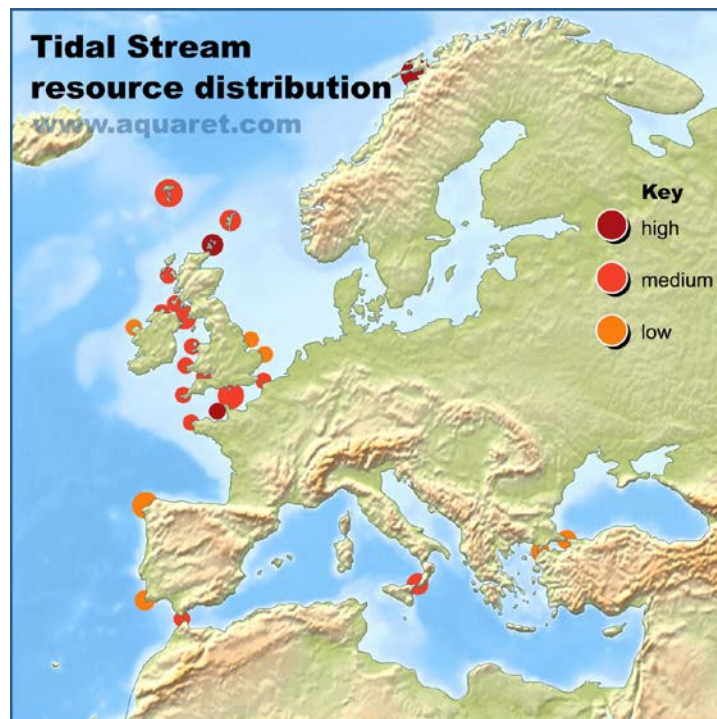 Tidal Stream
resource distribution
www.aquaret.com
Key
high
medium
low